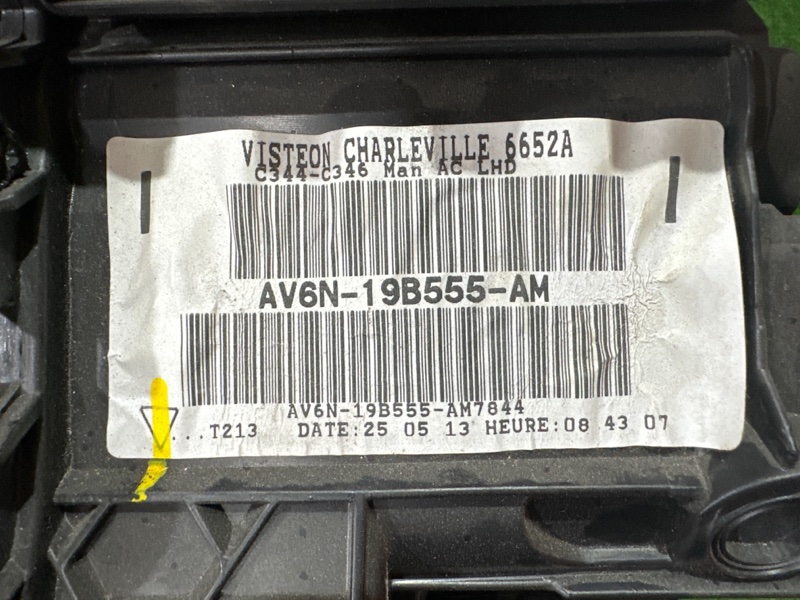 VISTEON CHARLEVILLE 6652A
C344-C346 Man AC LHD
AV6N-19B555-AM
AV6N-19B555-AM7844
...T213 DATE:25 05 13 HEURE:08 43 07